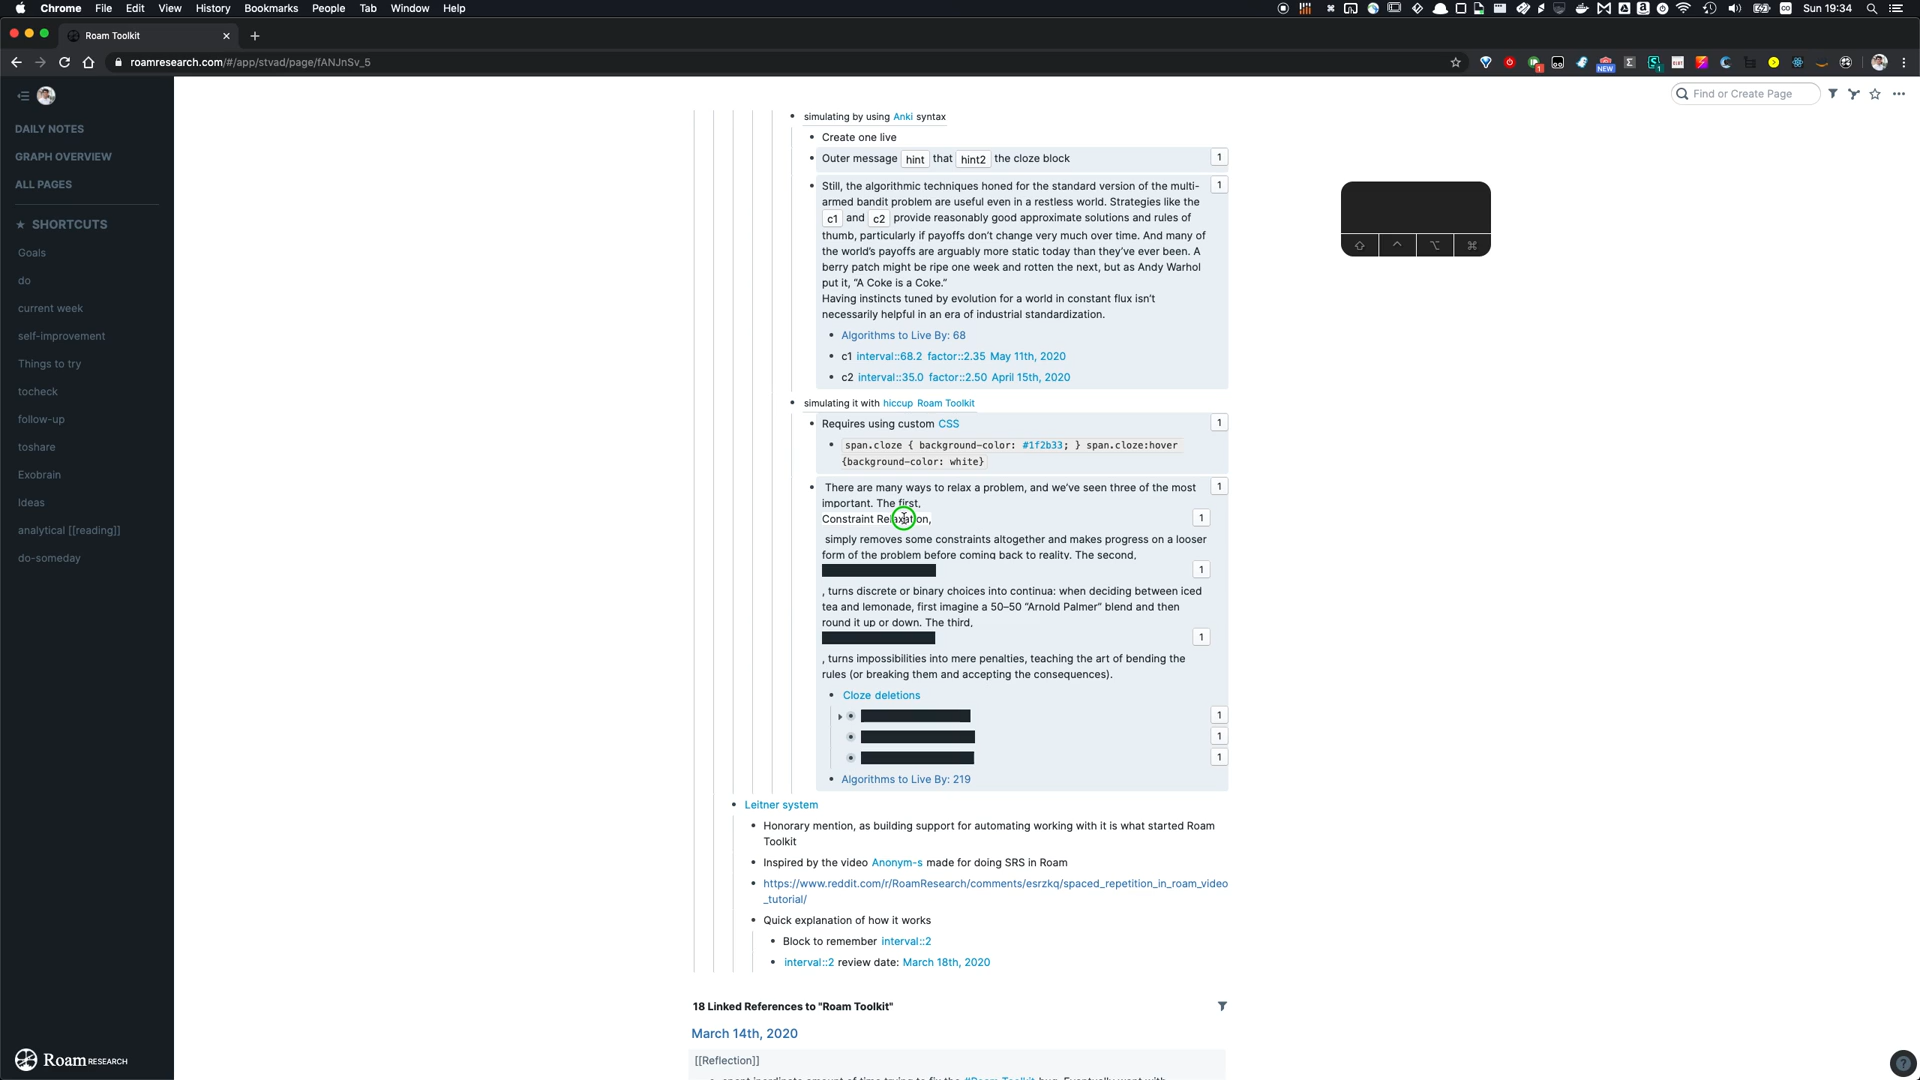 Chrome File Edit View History Bookmarks People Tab Window Help
Sun 19:34
Roam Toolkit
roamresearch.com/#/app/stvad/page/fANJnSv_5
NEW
Find or Create Page
DAILY NOTES
GRAPH OVERVIEW
ALL PAGES
★ SHORTCUTS
Goals
do
current week
self-improvement
Things to try
tocheck
follow-up
toshare
Exobrain
Ideas
analytical [[reading]]
do-someday
Roam RESEARCH
simulating by using Anki syntax
Create one live
Outer message hint that hint2 the cloze block 1
Still, the algorithmic techniques honed for the standard version of the multi- 1
armed bandit problem are useful even in a restless world. Strategies like the
c1 and c2 provide reasonably good approximate solutions and rules of
thumb, particularly if payoffs don't change very much over time. And many of
the world's payoffs are arguably more static today than they've ever been. A
berry patch might be ripe one week and rotten the next, but as Andy Warhol
put it, “A Coke is a Coke.”
Having instincts tuned by evolution for a world in constant flux isn't
necessarily helpful in an era of industrial standardization.
Algorithms to Live By: 68
c1 interval::68.2 factor::2.35 May 11th, 2020
c2 interval::35.0 factor::2.50 April 15th, 2020
simulating it with hiccup Roam Toolkit
Requires using custom CSS 1
span.cloze { background-color: #1f2b33; } span.cloze:hover
{background-color: white}
There are many ways to relax a problem, and we've seen three of the most 1
important. The first,
Constraint Relaxation, 1
simply removes some constraints altogether and makes progress on a looser
form of the problem before coming back to reality. The second,
1
, turns discrete or binary choices into continua: when deciding between iced
tea and lemonade, first imagine a 50–50 “Arnold Palmer” blend and then
round it up or down. The third,
1
, turns impossibilities into mere penalties, teaching the art of bending the
rules (or breaking them and accepting the consequences).
Cloze deletions
1
1
1
Algorithms to Live By: 219
Leitner system
Honorary mention, as building support for automating working with it is what started Roam
Toolkit
Inspired by the video Anonym-s made for doing SRS in Roam
https://www.reddit.com/r/RoamResearch/comments/esrzkq/spaced_repetition_in_roam_video
_tutorial/
Quick explanation of how it works
Block to remember interval::2
interval::2 review date: March 18th, 2020
18 Linked References to "Roam Toolkit"
March 14th, 2020
[[Reflection]]